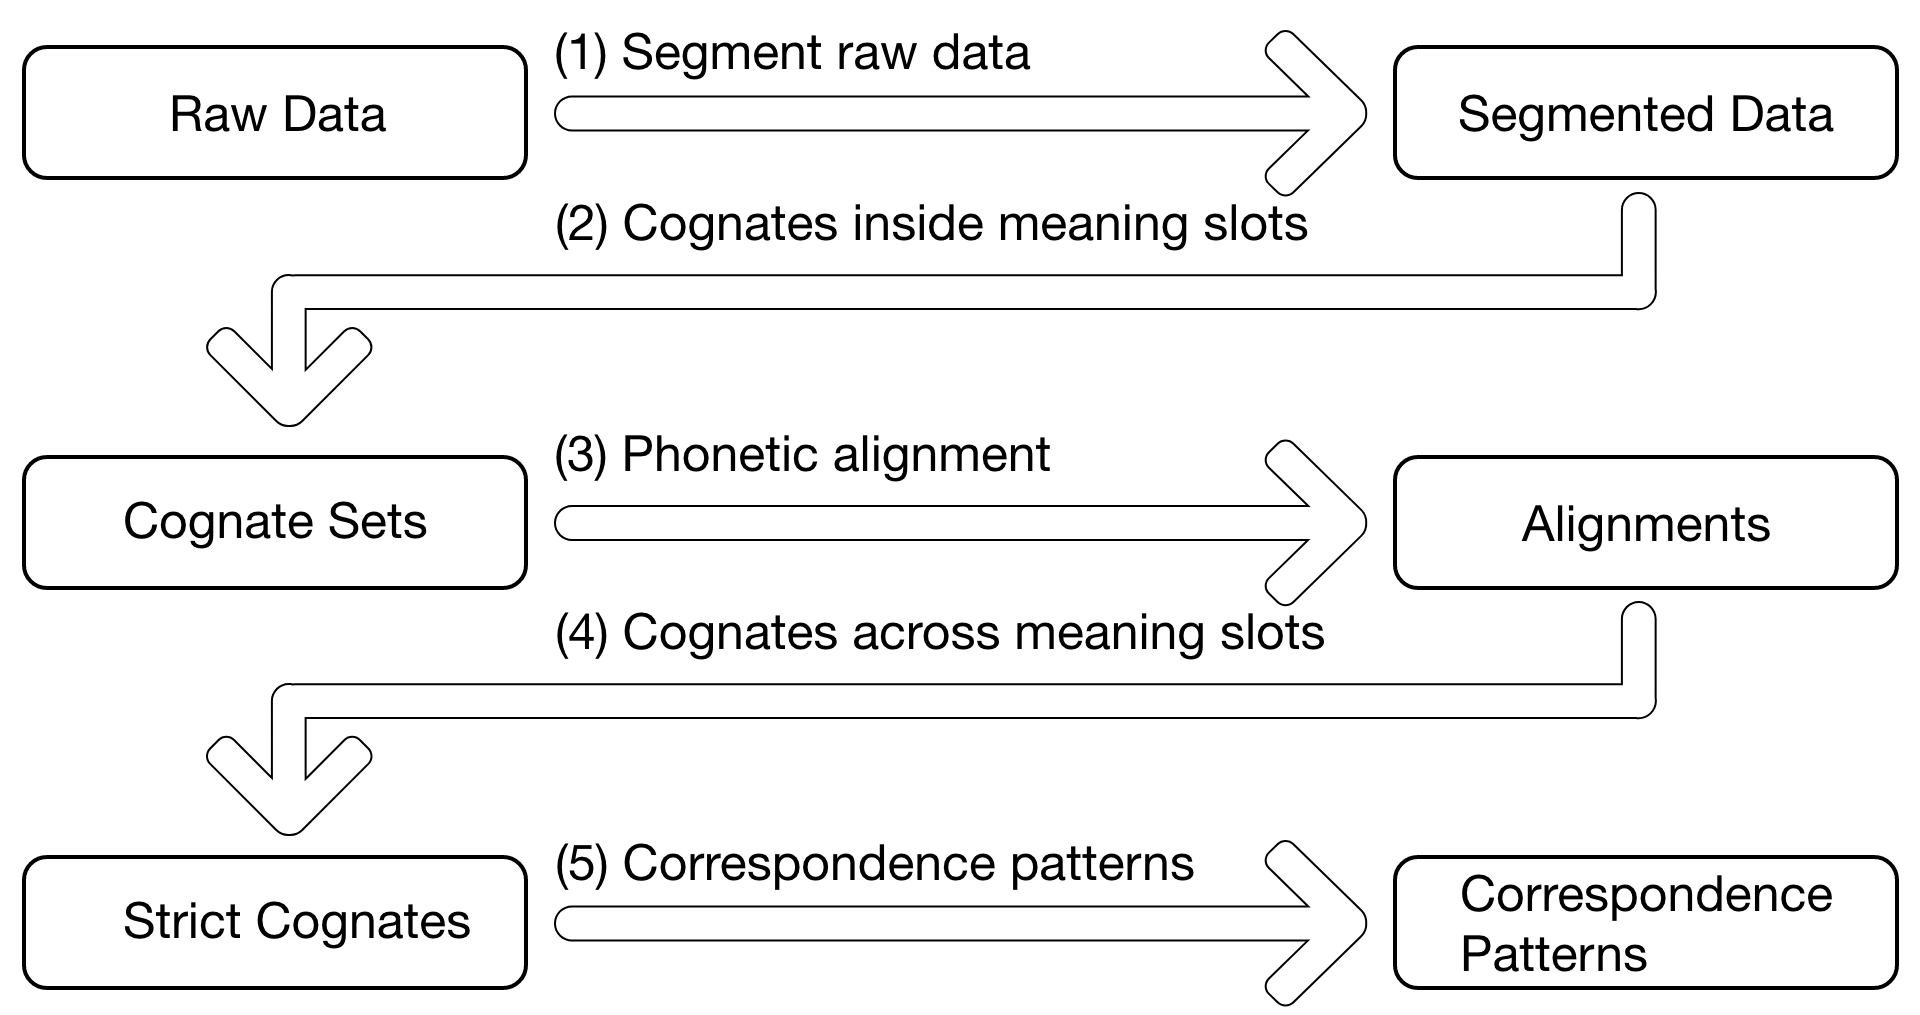 Raw Data
(1) Segment raw data
Segmented Data
(2) Cognates inside meaning slots
Cognate Sets
(3) Phonetic alignment
Alignments
(4) Cognates across meaning slots
Strict Cognates
(5) Correspondence patterns
Correspondence
Patterns